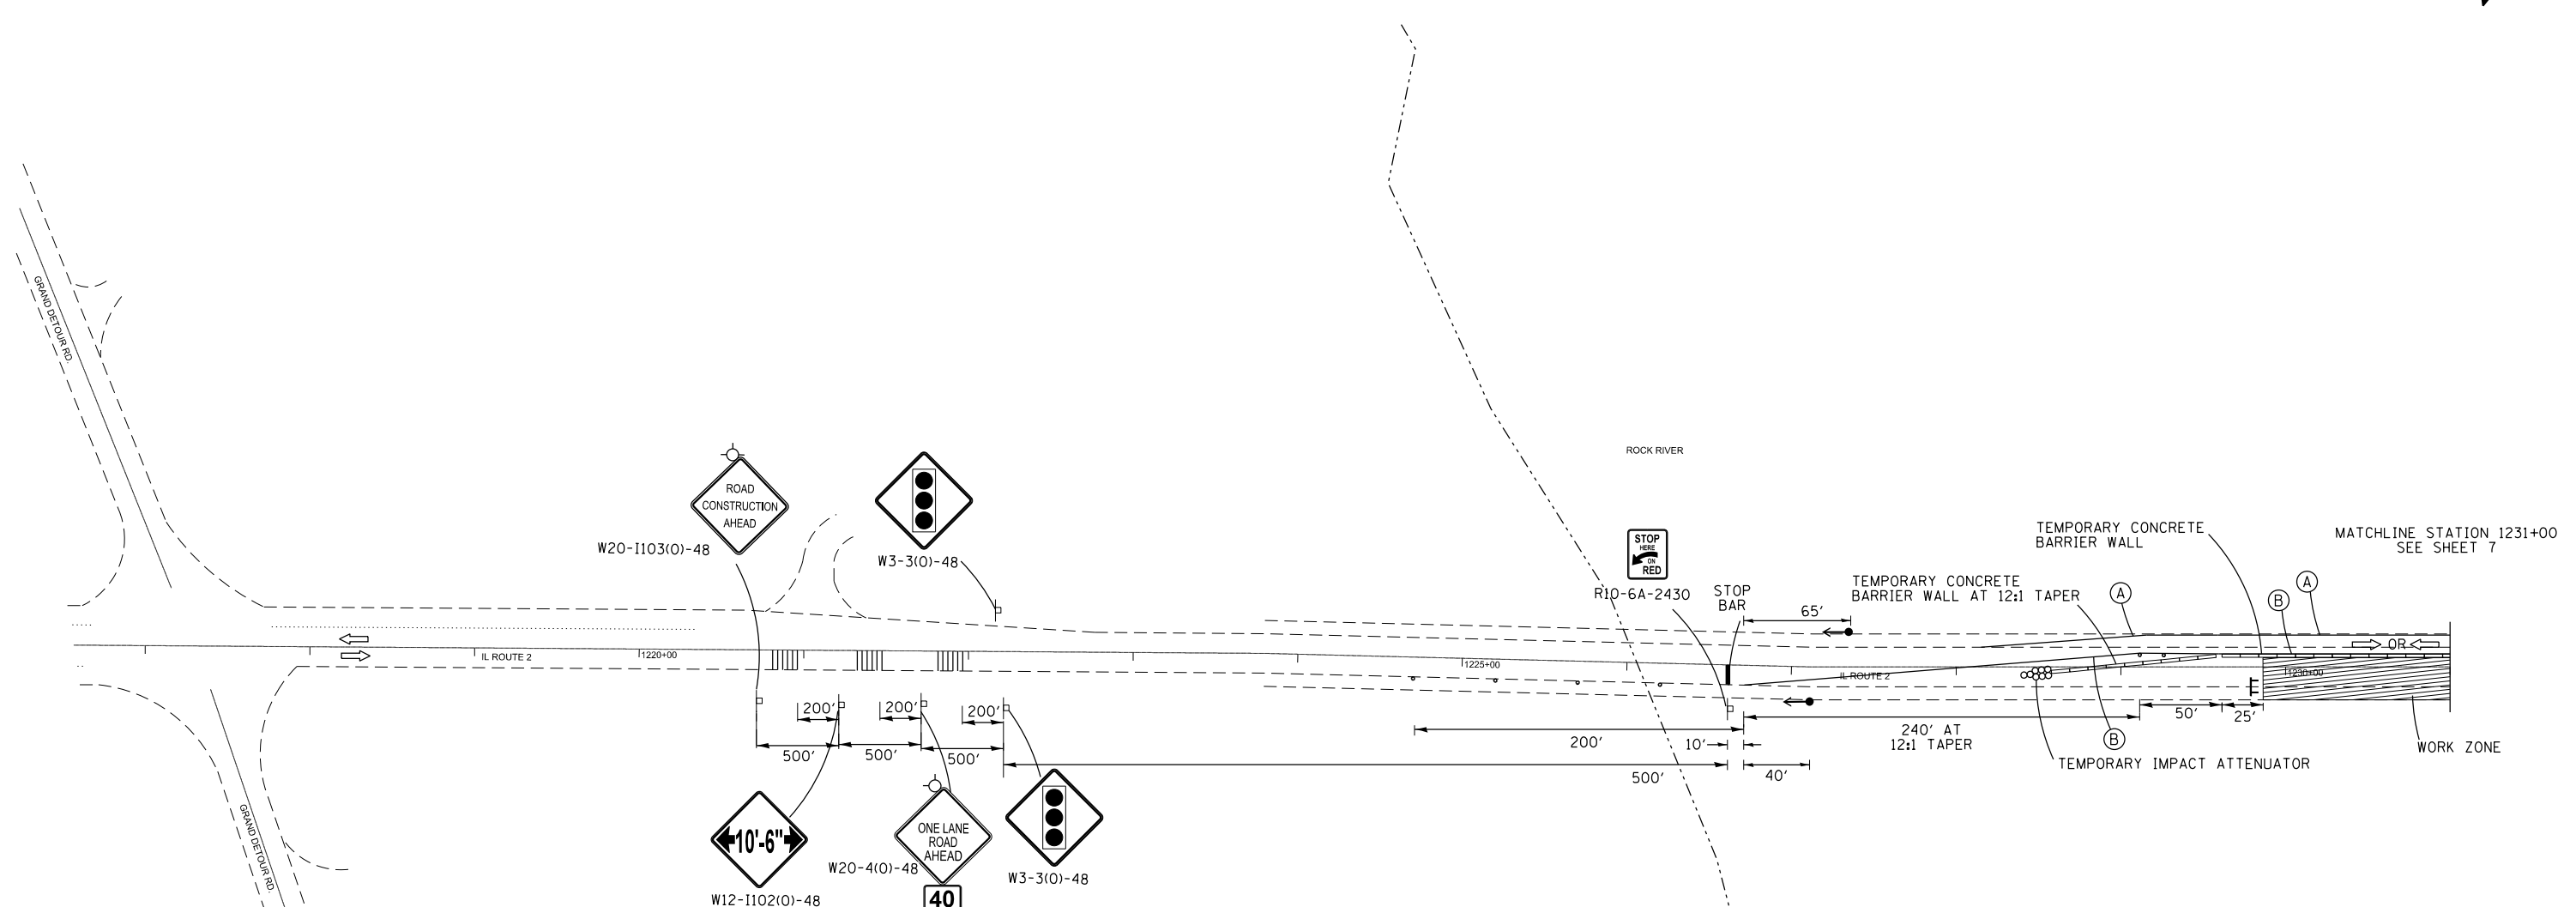 GRAND DETOUR RD.
ROAD
CONSTRUCTION
AHEAD
W20-I103(O)-48
W3-3(O)-48
ROCK RIVER
STOP
HERE
ON
RED
R10-6A-2430
STOP
BAR
65'
TEMPORARY CONCRETE
BARRIER WALL
MATCHLINE STATION 1231+00
SEE SHEET 7
TEMPORARY CONCRETE
BARRIER WALL AT 12:1 TAPER
A
B
A
OR
IL ROUTE 2
1220+00
1225+00
IL ROUTE 2
1230+00
200'
200'
200'
500'
500'
500'
200'
10'
500'
40'
240' AT
12:1 TAPER
B
50'
25'
WORK ZONE
TEMPORARY IMPACT ATTENUATOR
GRAND DETOUR RD.
10'-6"
W12-I102(O)-48
ONE LANE
ROAD
AHEAD
W20-4(O)-48
40
W3-3(O)-48